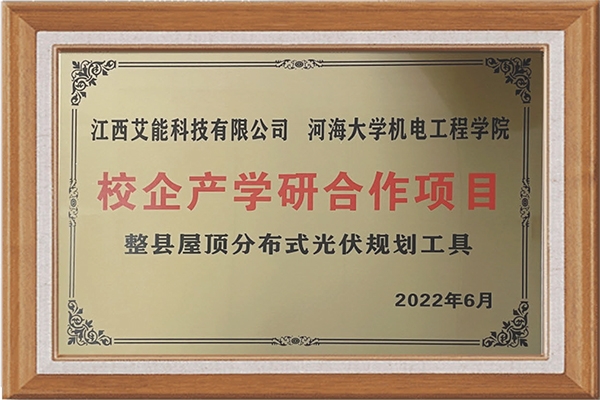 江西艾能科技有限公司 河海大学机电工程学院
校企产学研合作项目
整县屋顶分布式光伏规划工具
2022年6月